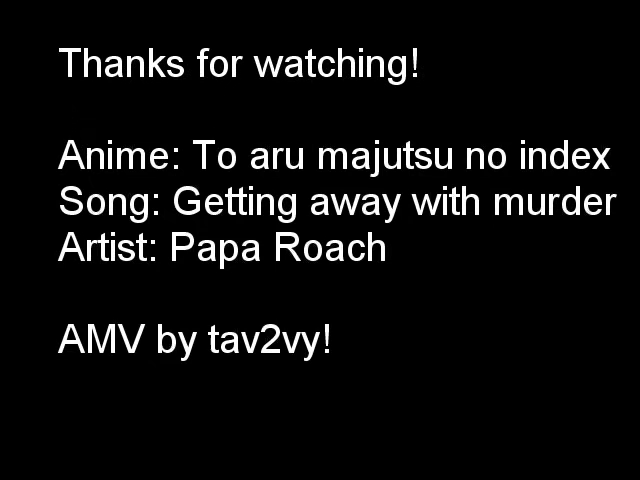 Thanks for watching!
Anime: To aru majutsu no index
Song: Getting away with murder
Artist: Papa Roach
AMV by tav2vy!